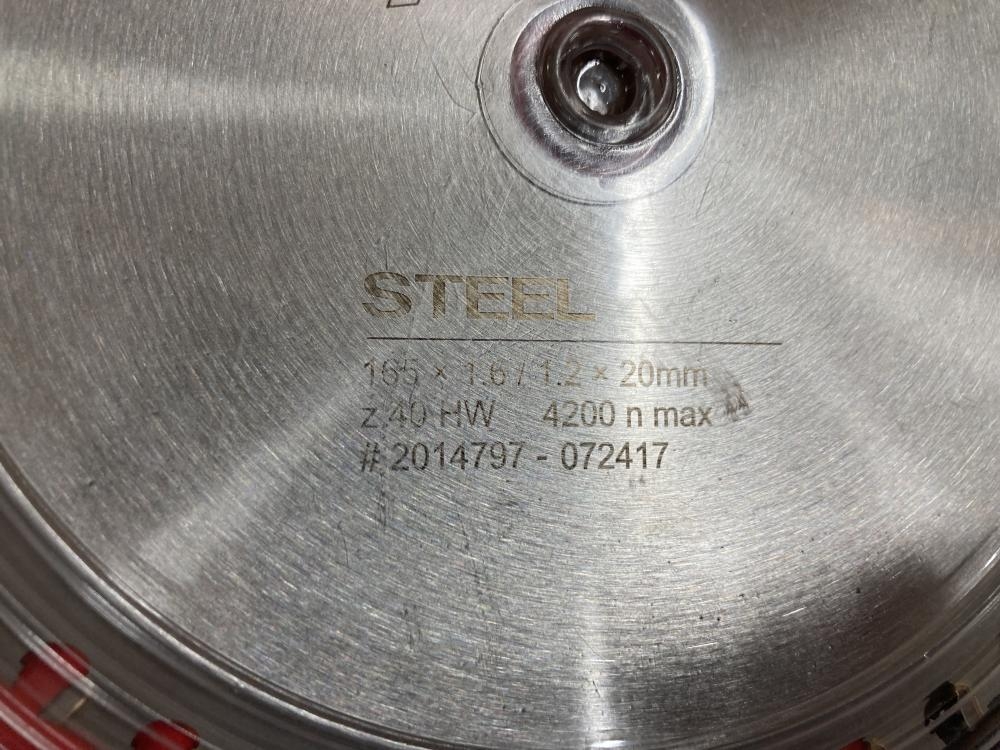 STEEL
165 × 1.6 / 1.2 × 20mm
z.40 HW 4200 n max
# 2014797 - 072417